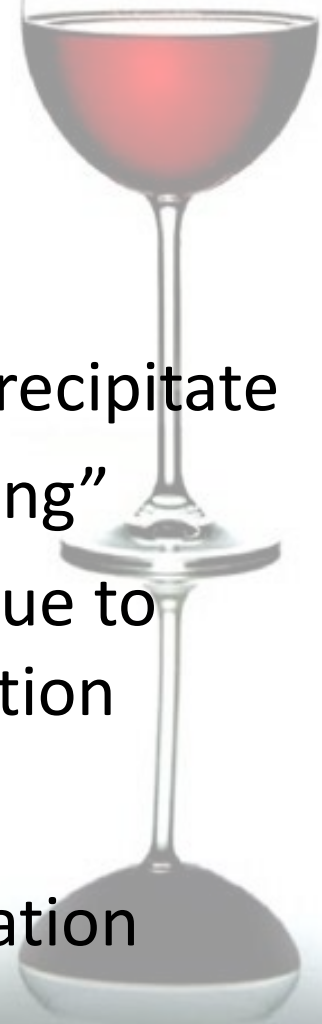 recipitate
ng”
ue to
tion
ation